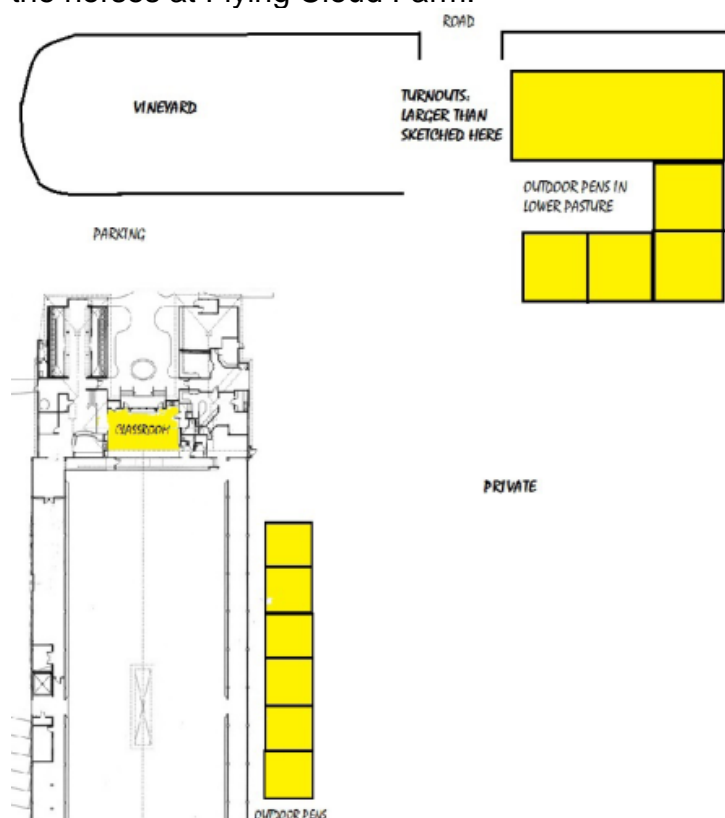 the horses at Flying Cloud Farm.
ROAD
VINEYARD
TURNOUTS:
LARGER THAN
SKETCHED HERE
OUTDOOR PENS IN
LOWER PASTURE
PARKING
CLASSROOM
PRIVATE
OUTDOOR PENS